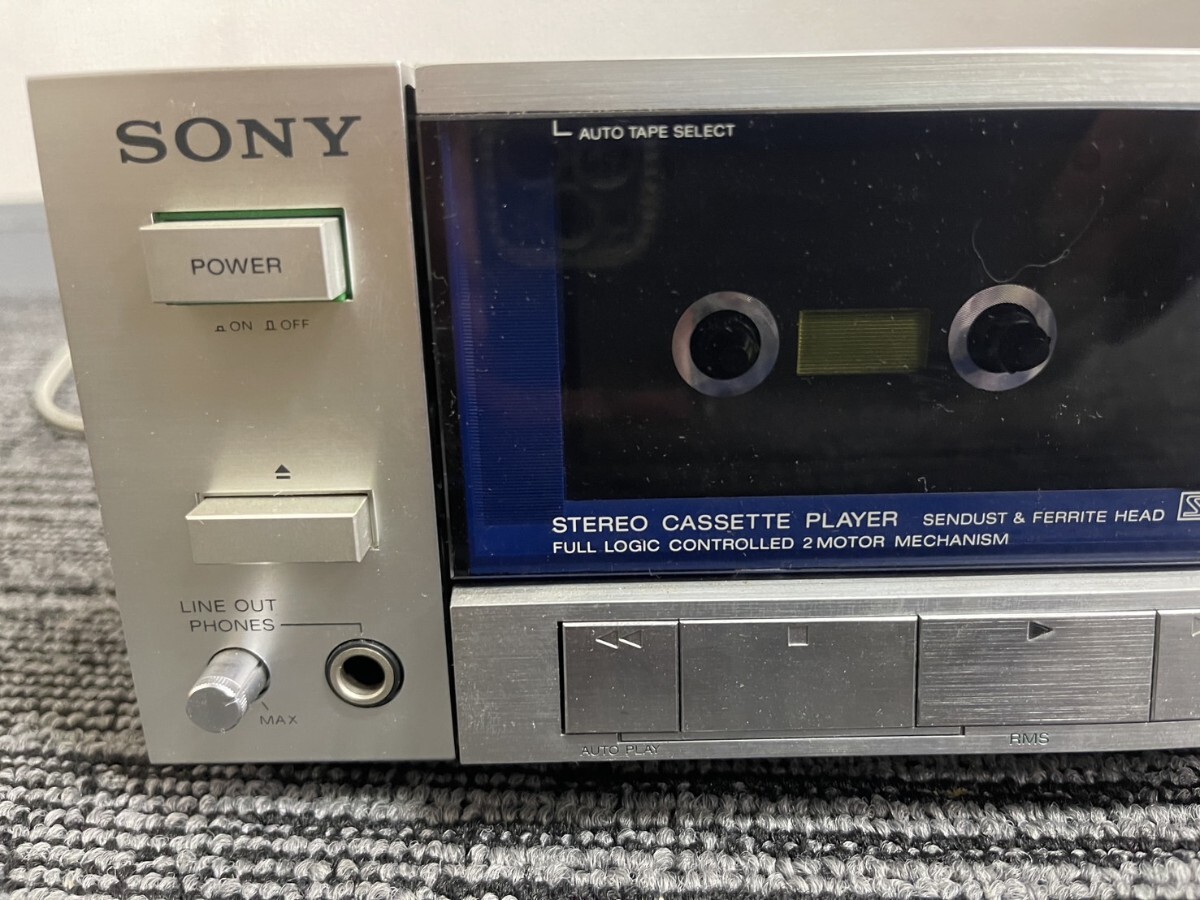 SONY
POWER
ON OFF
LINE OUT
PHONES
MAX
AUTO TAPE SELECT
STEREO CASSETTE PLAYER SENDUST & FERRITE HEAD
FULL LOGIC CONTROLLED 2 MOTOR MECHANISM
AUTO PLAY
RMS